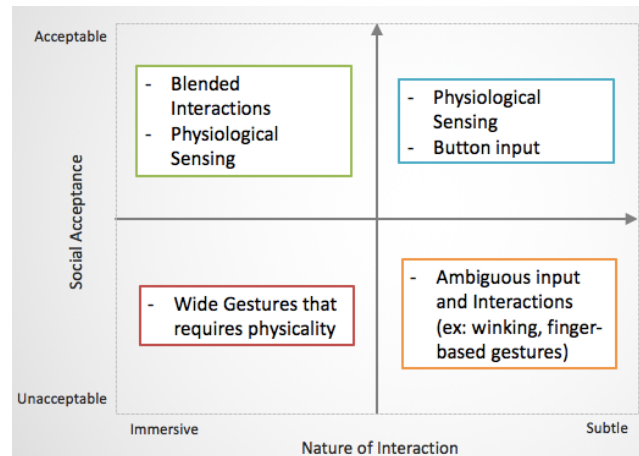 Acceptable
- Blended
Interactions
- Physiological
Sensing
- Physiological
Sensing
- Button input
Social Acceptance
- Wide Gestures that
requires physicality
- Ambiguous input
and Interactions
(ex: winking, finger-
based gestures)
Unacceptable
Immersive
Subtle
Nature of Interaction